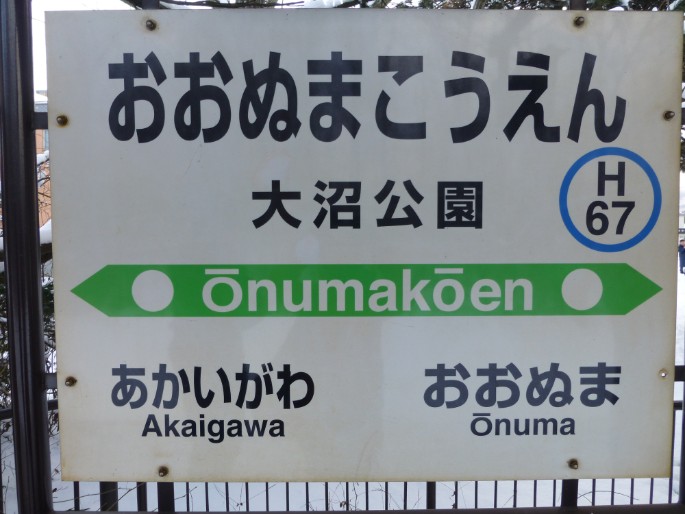 おおぬまこうえん
大沼公園
H
67
Ōnumakōen
あかいがわ
Akaigawa
おおぬま
Ōnuma